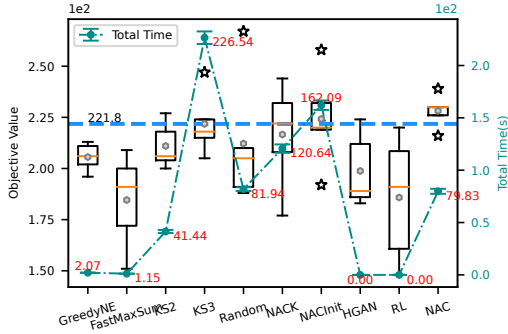 1e2
1e2
Total Time
Objective Value
2.50
2.25
2.00
1.75
1.50
221.8
2.07
1.15
41.44
226.54
81.94
120.64
162.09
0.00
0.00
79.83
2.0
1.5
1.0
0.5
0.0
Total Time(s)
GreedyNE
FastMaxSum
KS2
KS3
Random
NACK
NACInit
HGAN
RL
NAC